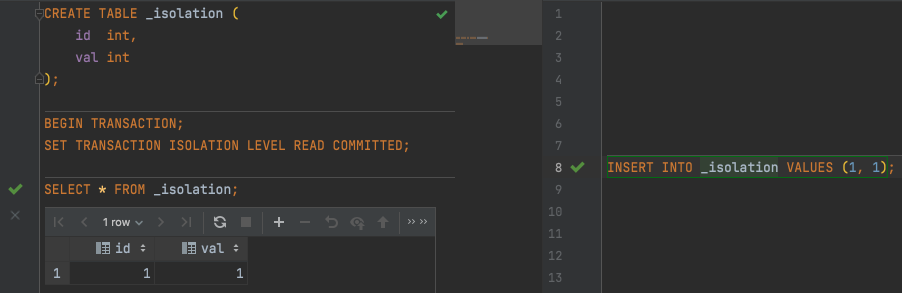 CREATE TABLE _isolation (
id int,
val int
);
BEGIN TRANSACTION;
SET TRANSACTION ISOLATION LEVEL READ COMMITTED;
SELECT * FROM _isolation;
1 row
id val
1 1 1
1
2
3
4
5
6
7
8 INSERT INTO _isolation VALUES (1, 1);
9
10
11
12
13